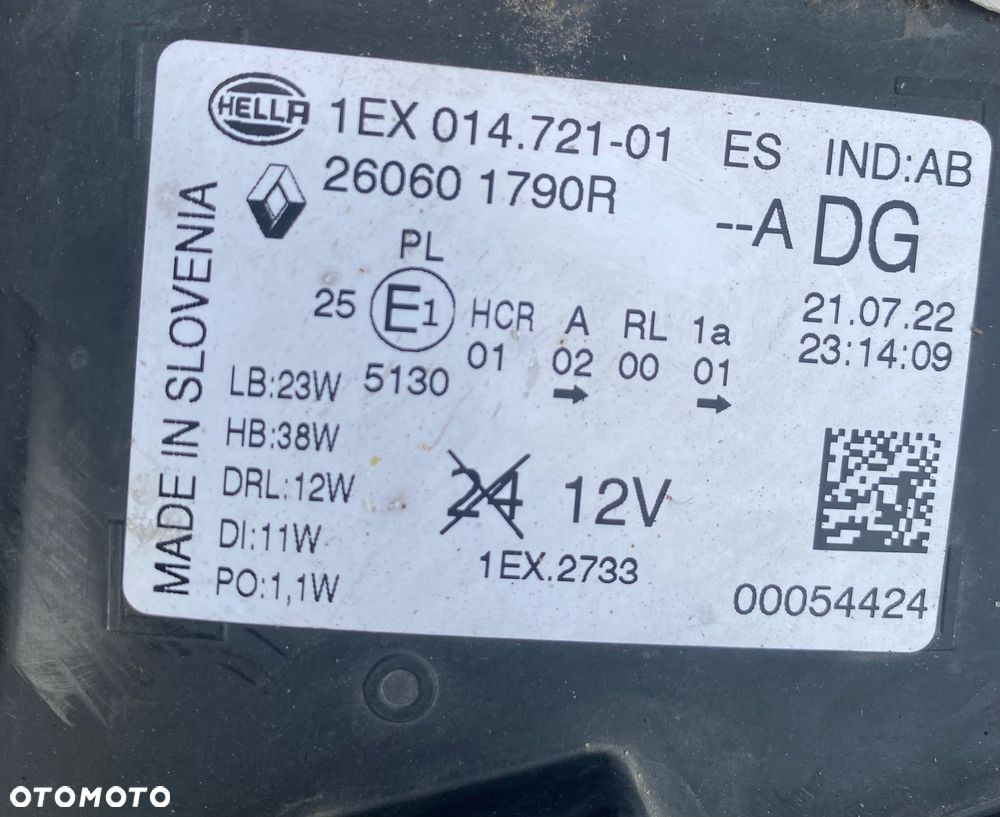 HELLA
1EX 014.721-01 ES IND:AB
26060 1790R
--A DG
MADE IN SLOVENIA
PL
25 E1 HCR A RL 1a
5130 01 02 00 01
21.07.22
23:14:09
LB:23W
HB:38W
DRL:12W
DI:11W
PO:1,1W
24 12V
1EX.2733
00054424
OTOMOTO